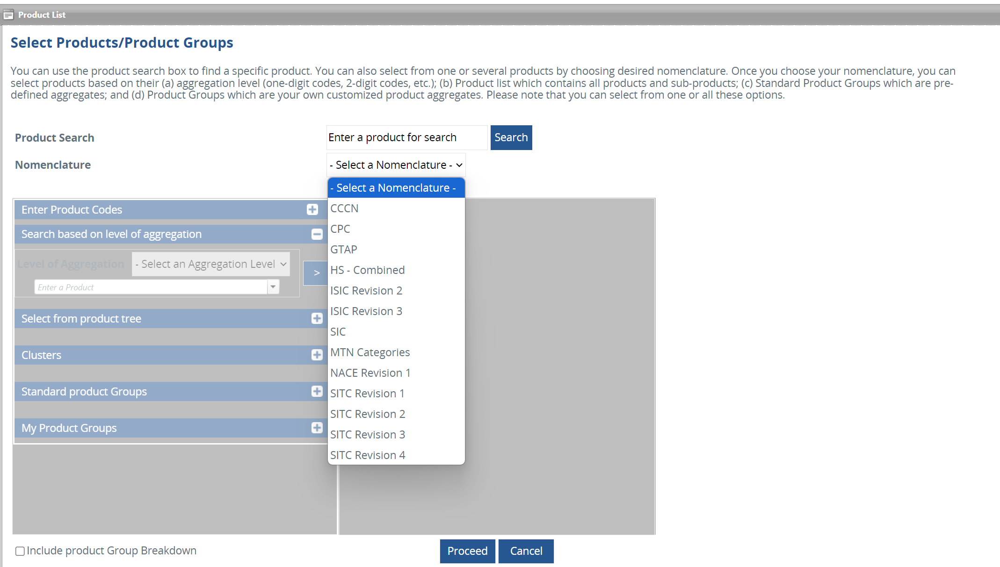 Product List
Select Products/Product Groups
You can use the product search box to find a specific product. You can also select from one or several products by choosing desired nomenclature. Once you choose your nomenclature, you can
select products based on their (a) aggregation level (one-digit codes, 2-digit codes, etc.); (b) Product list which contains all products and sub-products; (c) Standard Product Groups which are pre-
defined aggregates; and (d) Product Groups which are your own customized product aggregates. Please note that you can select from one or all these options.
Product Search
Enter a product for search
Search
Nomenclature
- Select a Nomenclature -
- Select a Nomenclature -
CCCN
CPC
GTAP
HS - Combined
ISIC Revision 2
ISIC Revision 3
SIC
MTN Categories
NACE Revision 1
SITC Revision 1
SITC Revision 2
SITC Revision 3
SITC Revision 4
Enter Product Codes
Search based on level of aggregation
Level of Aggregation
- Select an Aggregation Level
>
Enter a Product
Select from product tree
Clusters
Standard product Groups
My Product Groups
Include product Group Breakdown
Proceed
Cancel